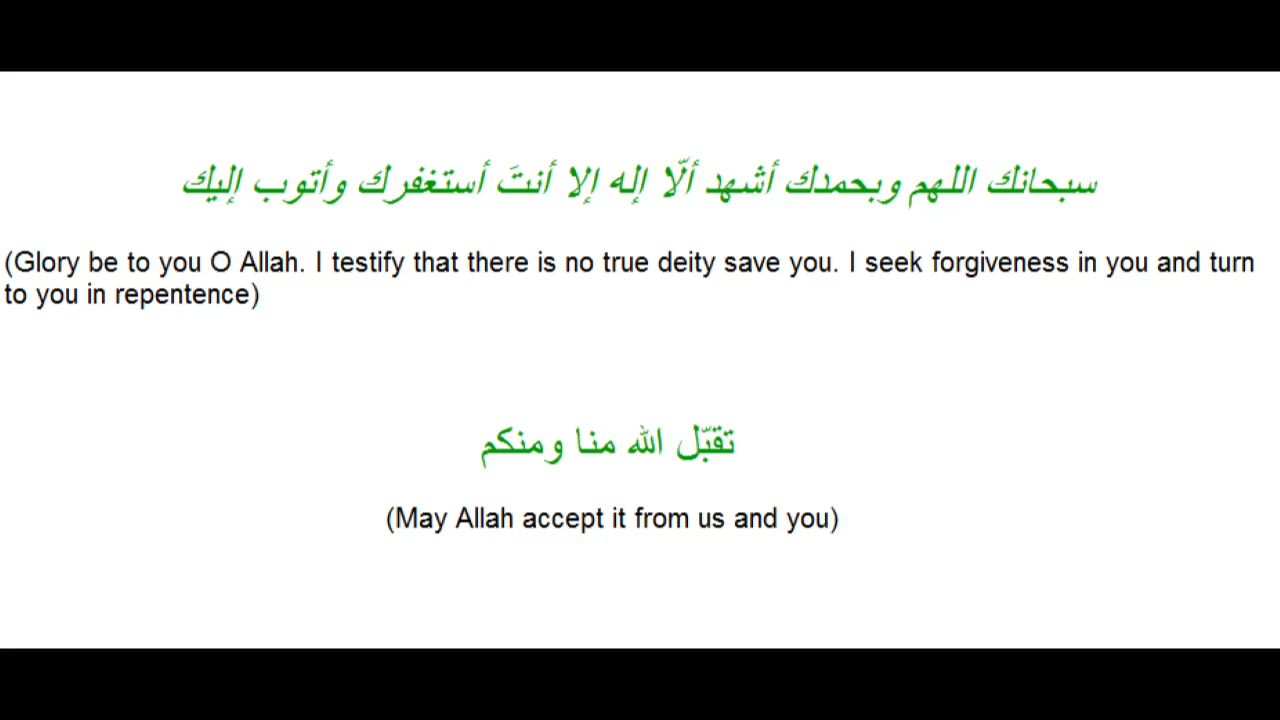 سبحانك اللهم وبحمدك أشهد ألّا إله إلا أنتَ أستغفرك وأتوب إليك
(Glory be to you O Allah. I testify that there is no true deity save you. I seek forgiveness in you and turn
to you in repentence)
تقبّل الله منا ومنكم
(May Allah accept it from us and you)